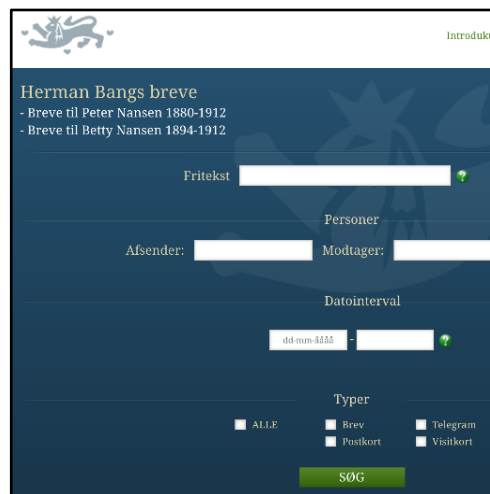 Herman Bangs breve
- Breve til Peter Nansen 1880-1912
- Breve til Betty Nansen 1894-1912
Fritekst
Personer
Afsender: Modtager:
Datointerval
dd-mm-åååå -
Typer
ALLE Brev Telegram
Postkort Visitkort
SØG